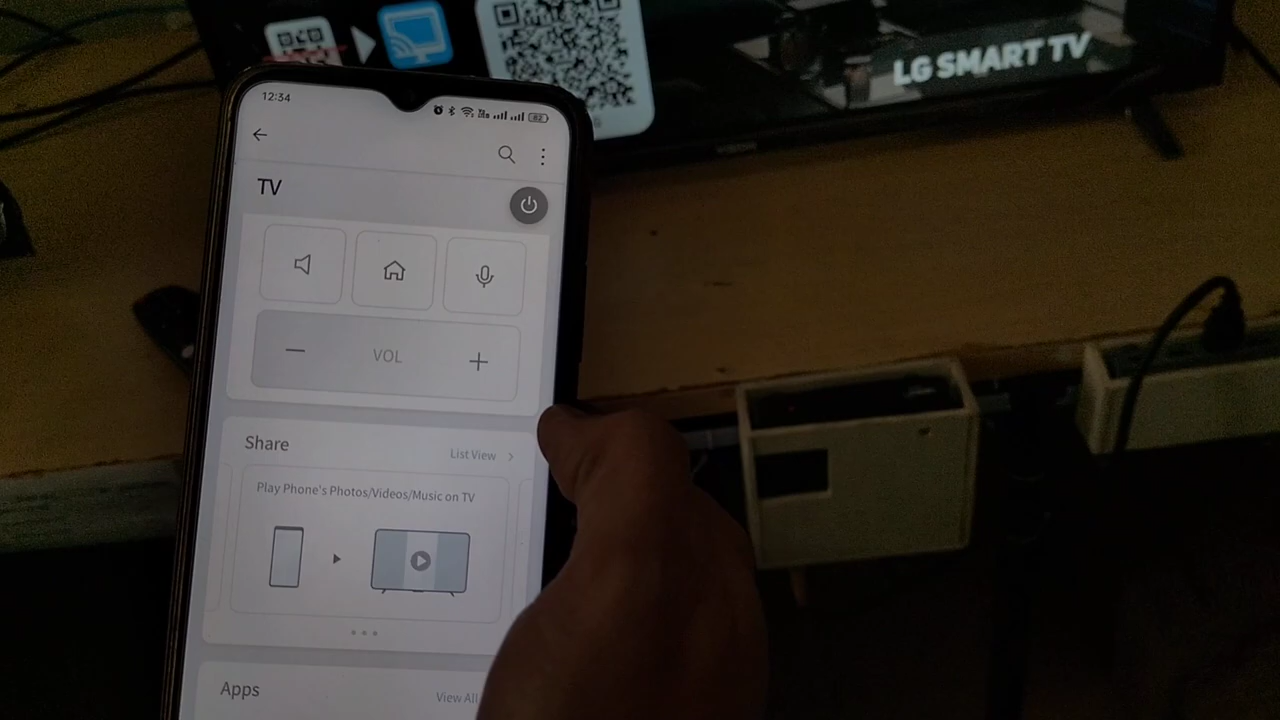 LG SMART TV
12:34
82
TV
VOL
Share
List View
Play Phone's Photos/Videos/Music on TV
Apps
View All